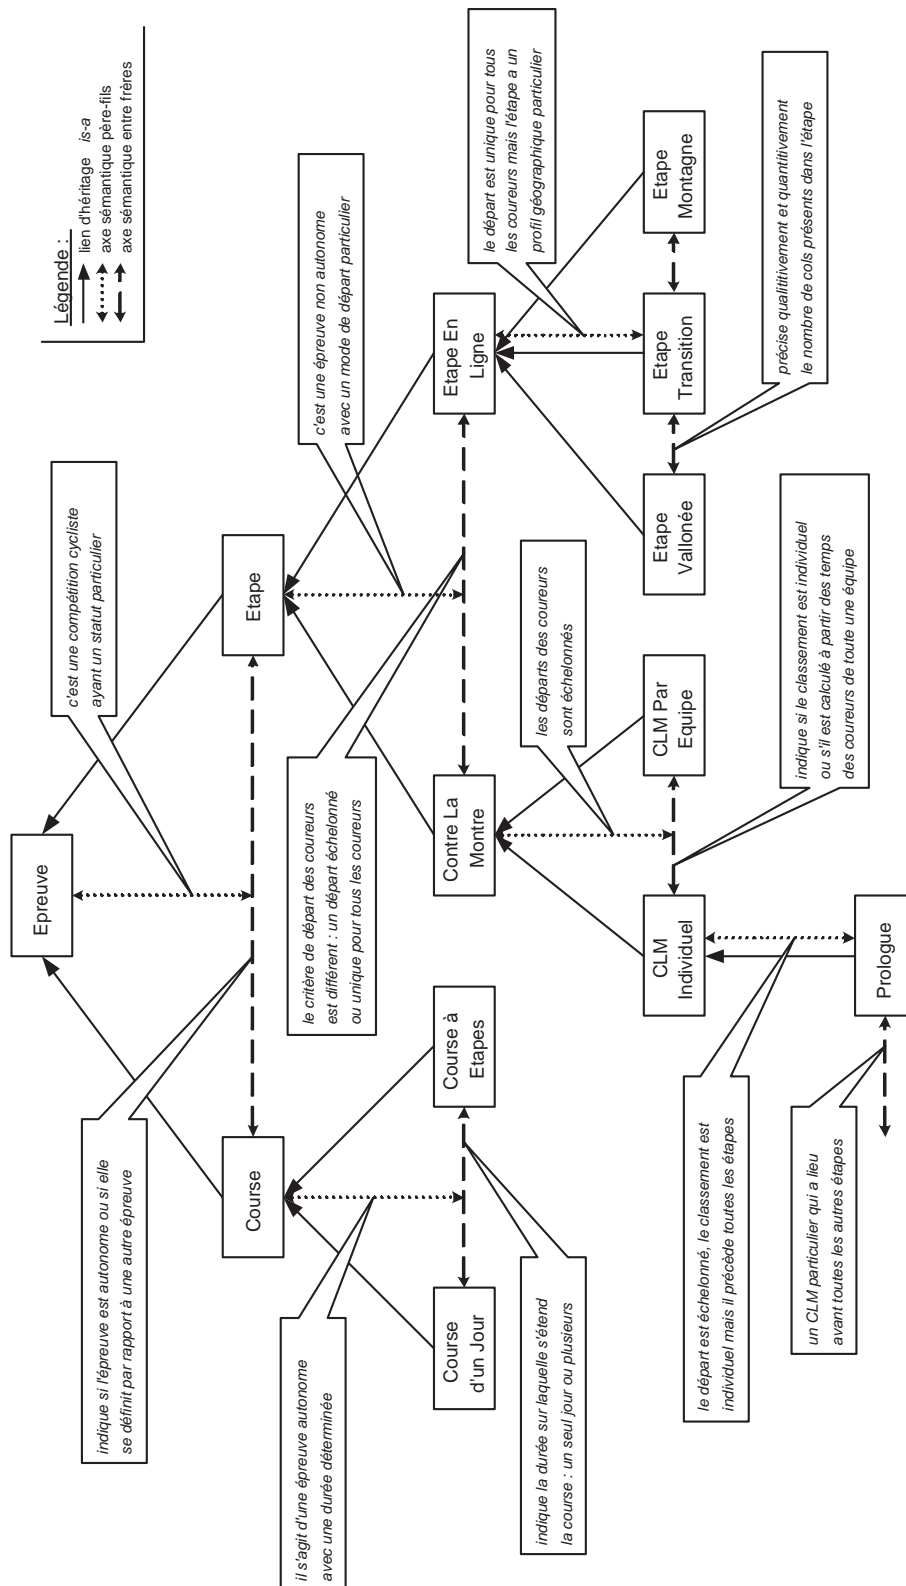 Légende :
lien d'héritage is-a
axe sémantique père-fils
axe sémantique entre frères
Epreuve
c'est une compétition cycliste
ayant un statut particulier
indique si l'épreuve est autonome ou si elle
se définit par rapport à une autre épreuve
Course
Etape
il s'agit d'une épreuve autonome
avec une durée déterminée
le critère de départ des coureurs
est différent : un départ échelonné
ou unique pour tous les coureurs
c'est une épreuve non autonome
avec un mode de départ particulier
Course
d'un Jour
Course à
Etapes
Contre La
Montre
Etape En
Ligne
indique la durée sur laquelle s'étend
la course : un seul jour ou plusieurs
les départs des coureurs
sont échelonnés
le départ est unique pour tous
les coureurs mais l'étape a un
profil géographique particulier
CLM
Individuel
CLM Par
Equipe
Etape
Vallonée
Etape
Transition
Etape
Montagne
le départ est échelonné, le classement est
individuel mais il précède toutes les étapes
indique si le classement est individuel
ou s'il est calculé à partir des temps
des coureurs de toute une équipe
précise qualititivement et quantitivement
le nombre de cols présents dans l'étape
un CLM particulier qui a lieu
avant toutes les autres étapes
Prologue